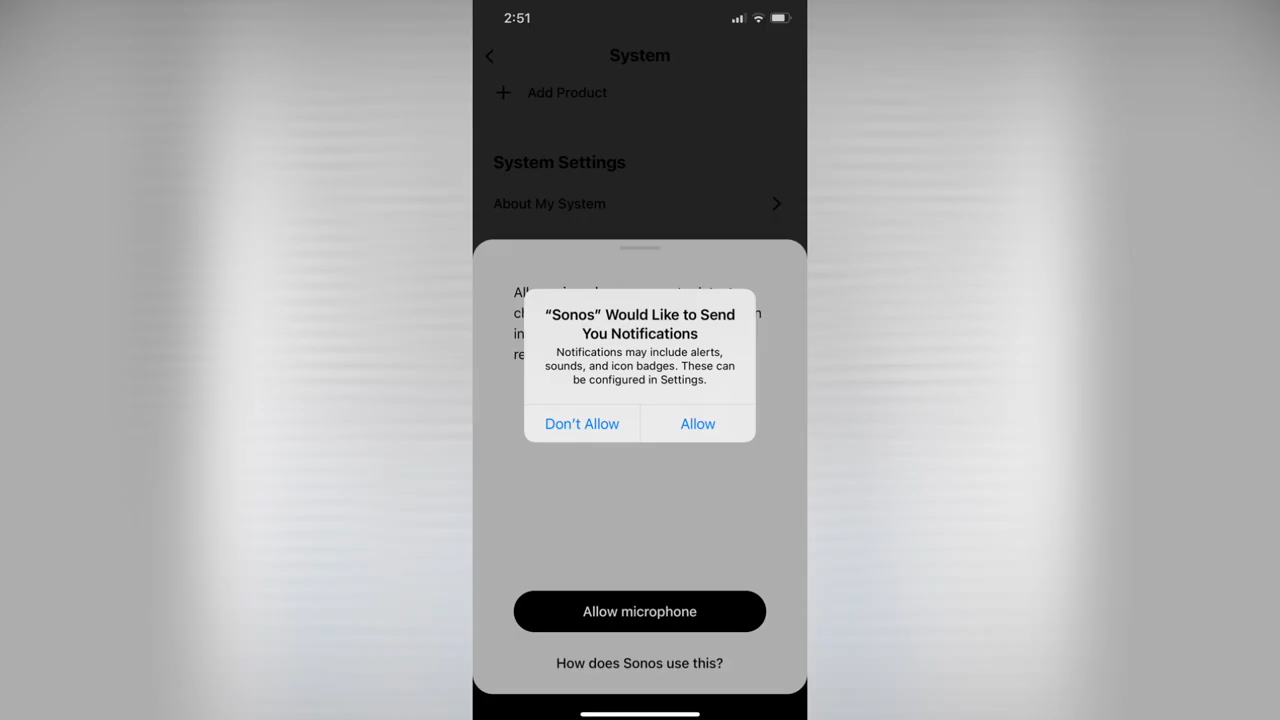 2:51
System
Add Product
System Settings
About My System
“Sonos” Would Like to Send
You Notifications
Notifications may include alerts,
sounds, and icon badges. These can
be configured in Settings.
Don’t Allow
Allow
Allow microphone
How does Sonos use this?